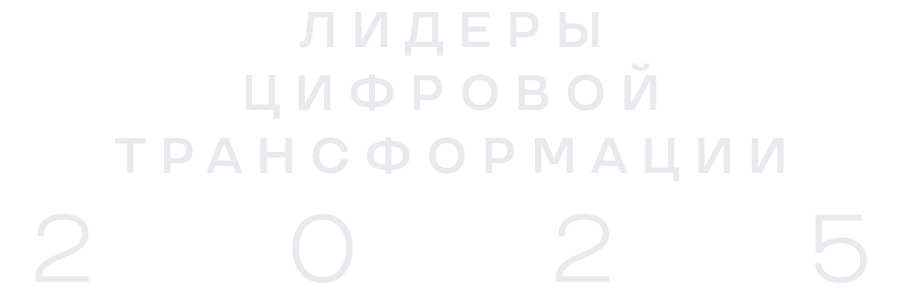 ЛИДЕРЫ
ЦИФРОВОЙ
ТРАНСФОРМАЦИИ
2025